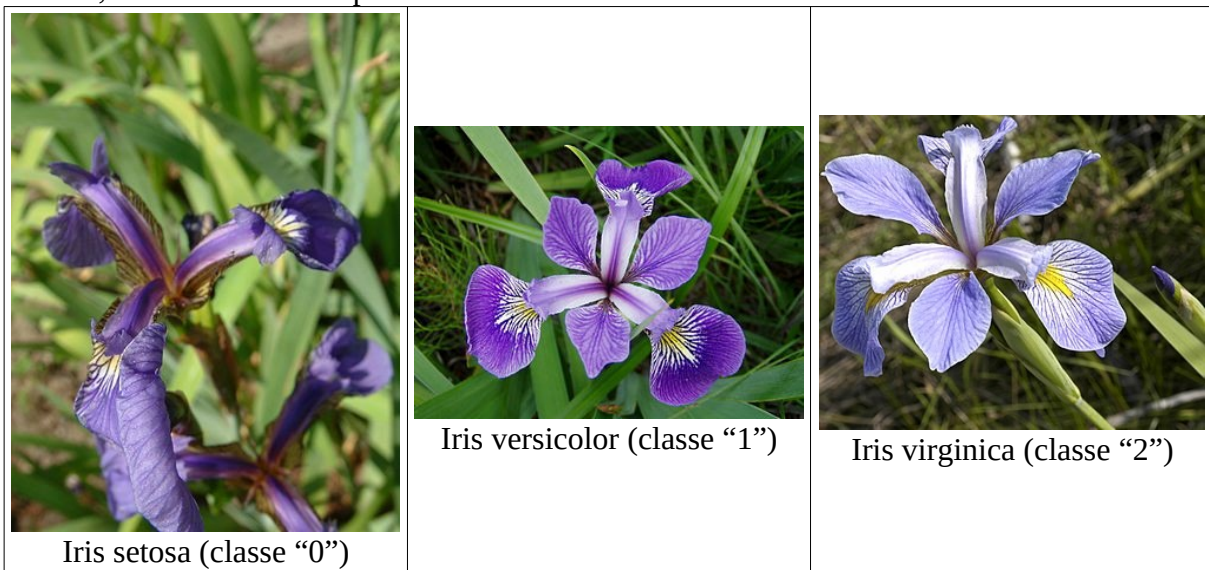 Iris setosa (classe “0”)
Iris versicolor (classe “1”)
Iris virginica (classe “2”)